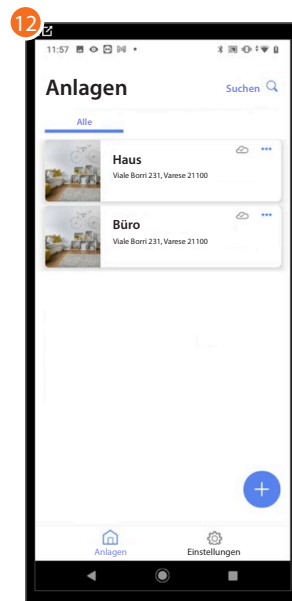 12
11:57
Anlagen
Suchen
Alle
Haus
Viale Borri 231, Varese 21100
Büro
Viale Borri 231, Varese 21100
Anlagen
Einstellungen